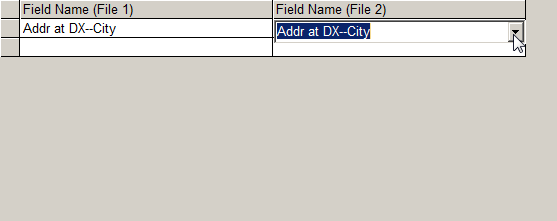 Field Name (File 1) Field Name (File 2)
Addr at DX--City Addr at DX--City